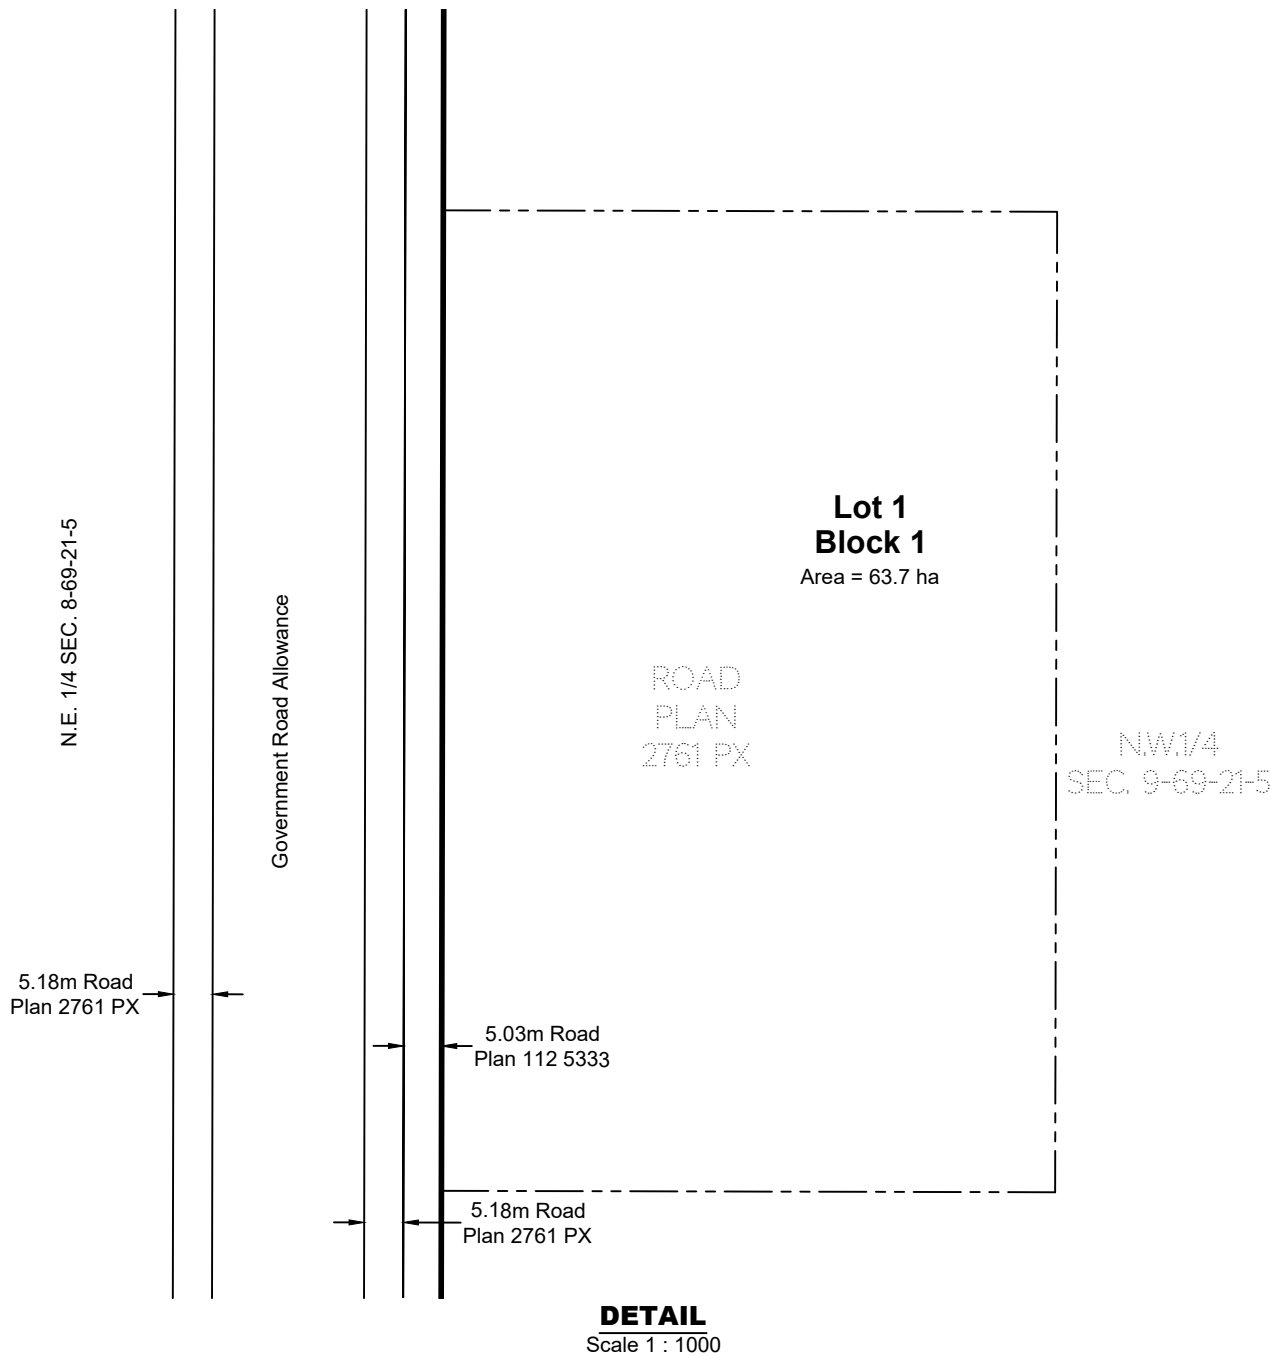 Lot 1
Block 1
Area = 63.7 ha
N.E. 1/4 SEC. 8-69-21-5
Government Road Allowance
ROAD
PLAN
2761 PX
N.W.1/4
SEC. 9-69-21-5
5.18m Road
Plan 2761 PX
5.03m Road
Plan 112 5333
5.18m Road
Plan 2761 PX
DETAIL
Scale 1 : 1000